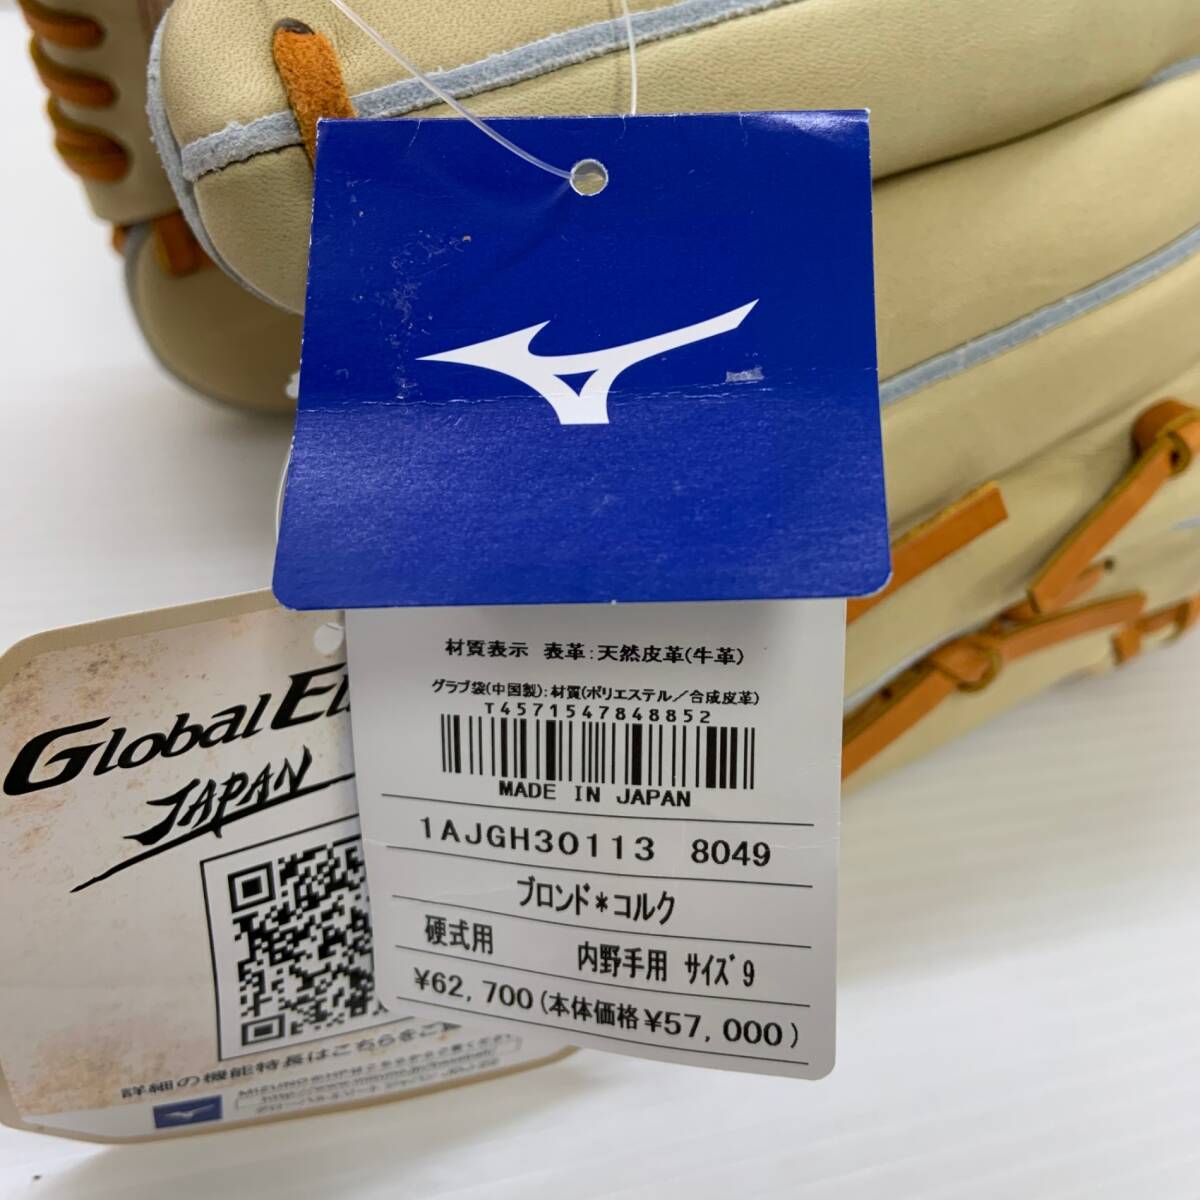 材質表示 表革:天然皮革(牛革)
グラブ袋(中国製):材質(ポリエステル/合成皮革)
T4571547848852
MADE IN JAPAN
1AJGH30113 8049
ブロンド*コルク
硬式用 内野手用 サイズ9
¥62,700(本体価格¥57,000)
Global El
JAPAN
詳細の機能特長はこちらをご